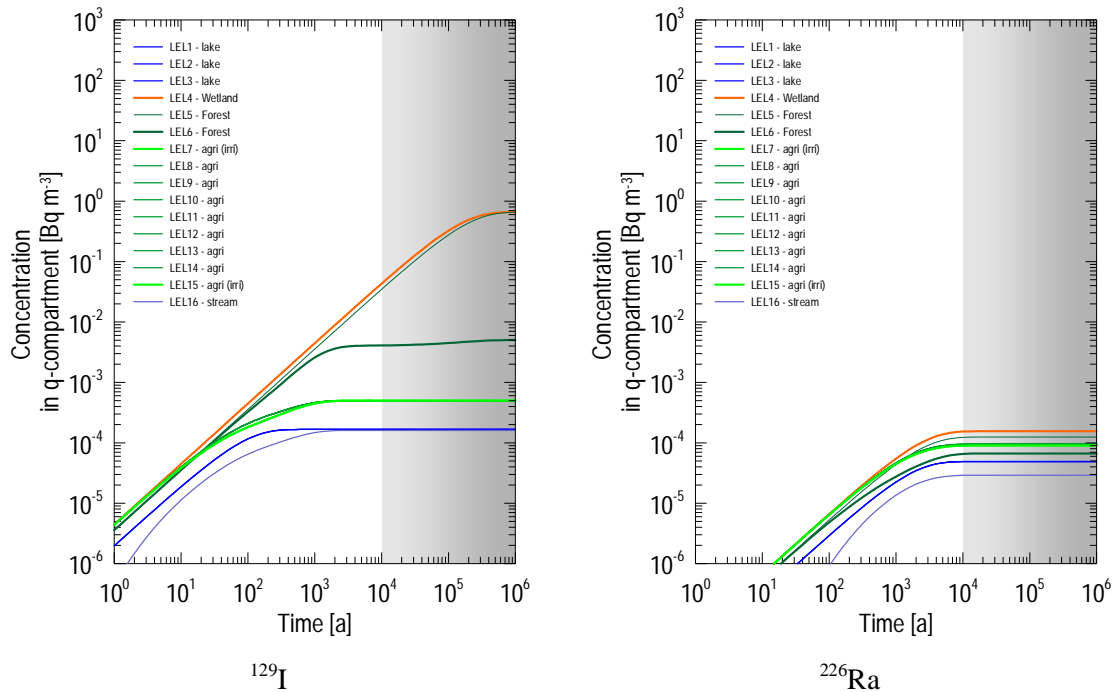 10³
10²
10¹
10⁰
10⁻¹
10⁻²
10⁻³
10⁻⁴
10⁻⁵
10⁻⁶
Concentration
in q-compartment [Bq m⁻³]
LEL1 - lake
LEL2 - lake
LEL3 - lake
LEL4 - Wetland
LEL5 - Forest
LEL6 - Forest
LEL7 - agri (irri)
LEL8 - agri
LEL9 - agri
LEL10 - agri
LEL11 - agri
LEL12 - agri
LEL13 - agri
LEL14 - agri
LEL15 - agri (irri)
LEL16 - stream
10⁰ 10¹ 10² 10³ 10⁴ 10⁵ 10⁶
Time [a]
¹²⁹I
10³
10²
10¹
10⁰
10⁻¹
10⁻²
10⁻³
10⁻⁴
10⁻⁵
10⁻⁶
Concentration
in q-compartment [Bq m⁻³]
LEL1 - lake
LEL2 - lake
LEL3 - lake
LEL4 - Wetland
LEL5 - Forest
LEL6 - Forest
LEL7 - agri (irri)
LEL8 - agri
LEL9 - agri
LEL10 - agri
LEL11 - agri
LEL12 - agri
LEL13 - agri
LEL14 - agri
LEL15 - agri (irri)
LEL16 - stream
10⁰ 10¹ 10² 10³ 10⁴ 10⁵ 10⁶
Time [a]
²²⁶Ra